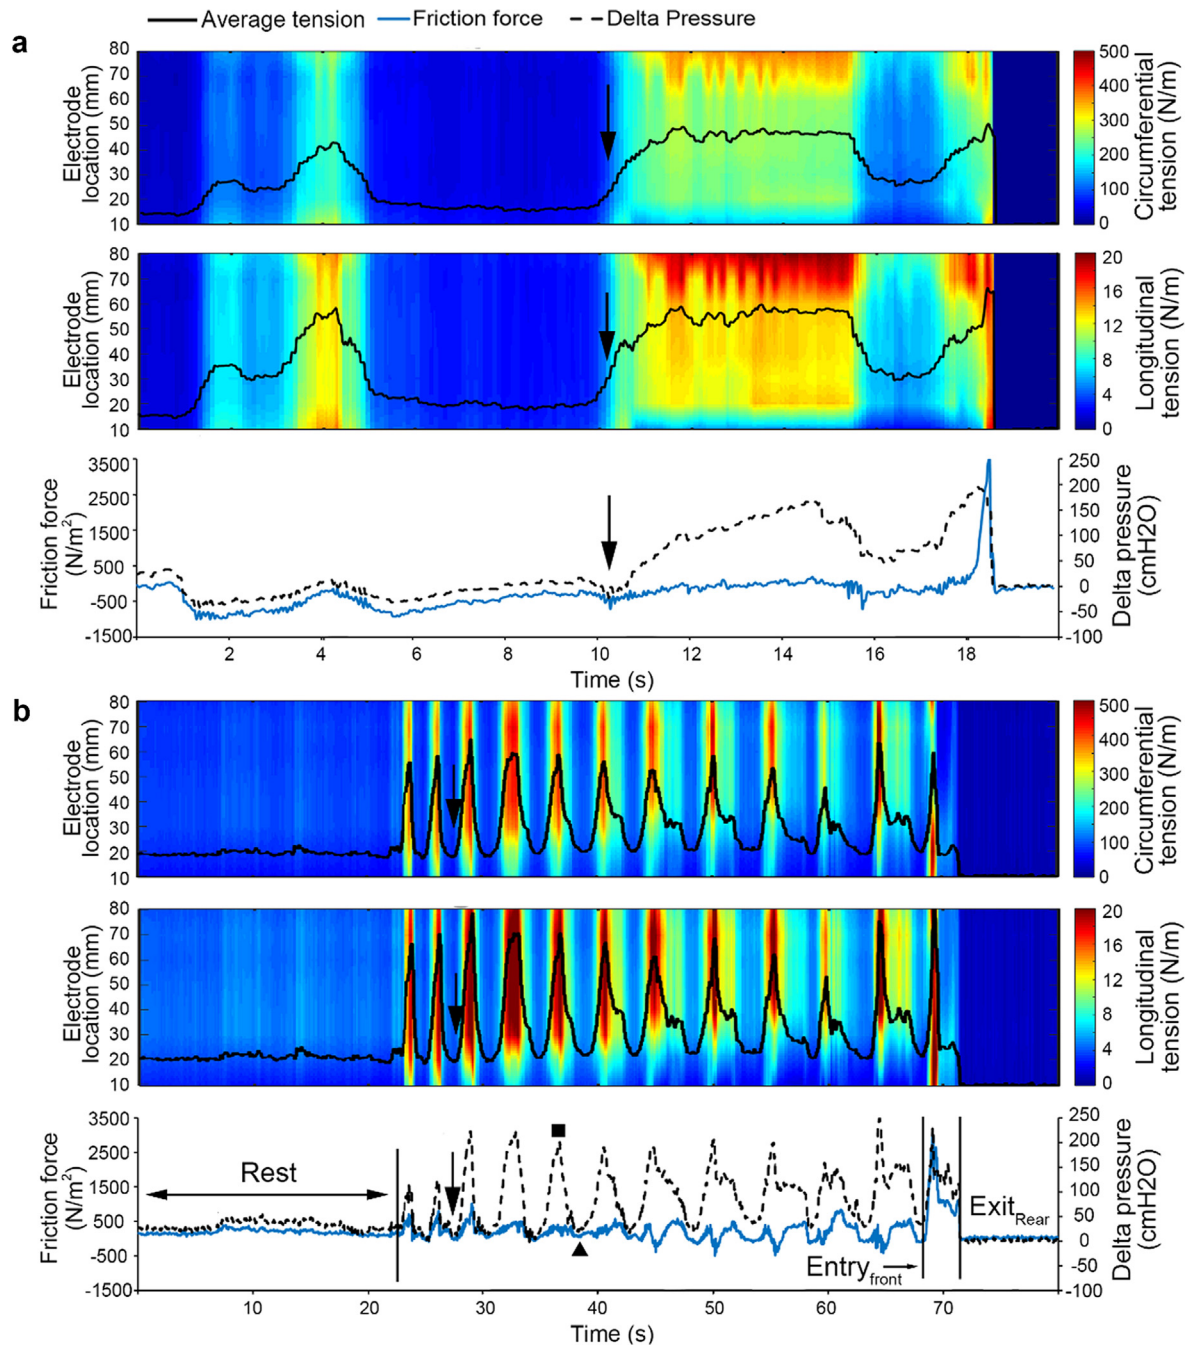 Average tension Friction force Delta Pressure
a
80
70
60
50
40
30
20
10
Electrode
location (mm)
500
400
300
200
100
0
Circumferential
tension (N/m)
80
70
60
50
40
30
20
10
Electrode
location (mm)
20
16
12
8
4
0
Longitudinal
tension (N/m)
3500
2500
1500
500
-500
-1500
Friction force
(N/m²)
250
200
150
100
50
0
-50
-100
Delta pressure
(cmH2O)
2 4 6 8 10 12 14 16 18
Time (s)
b
80
70
60
50
40
30
20
10
Electrode
location (mm)
500
400
300
200
100
0
Circumferential
tension (N/m)
80
70
60
50
40
30
20
10
Electrode
location (mm)
20
16
12
8
4
0
Longitudinal
tension (N/m)
3500
2500
1500
500
-500
-1500
Friction force
(N/m²)
Rest
Entry front
Exit Rear
250
200
150
100
50
0
-50
-100
Delta pressure
(cmH2O)
10 20 30 40 50 60 70
Time (s)